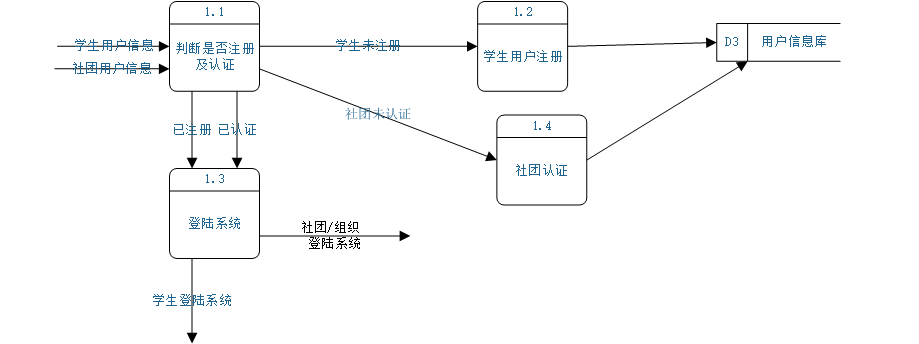 1.1
判断是否注册
及认证
学生用户信息
社团用户信息
学生未注册
1.2
学生用户注册
D3
用户信息库
社团未认证
1.4
社团认证
已注册
已认证
1.3
登陆系统
社团/组织
登陆系统
学生登陆系统